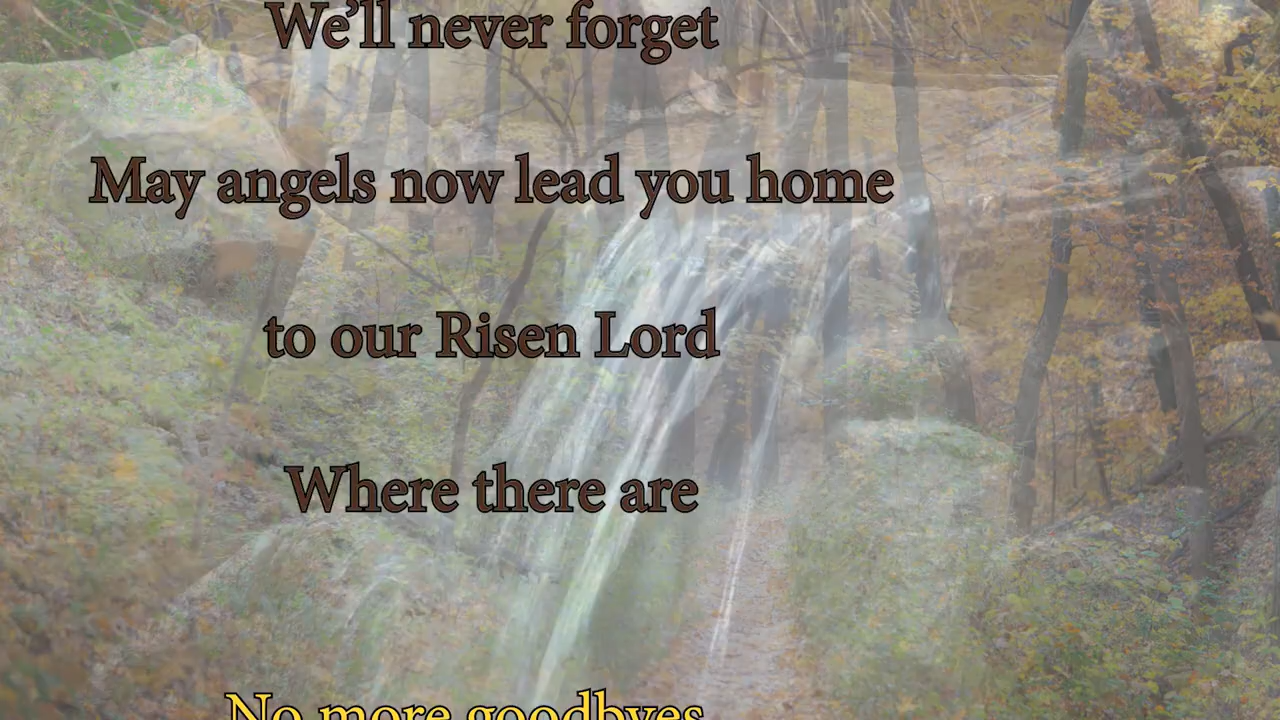 We’ll never forget
May angels now lead you home
to our Risen Lord
Where there are
No more goodbyes